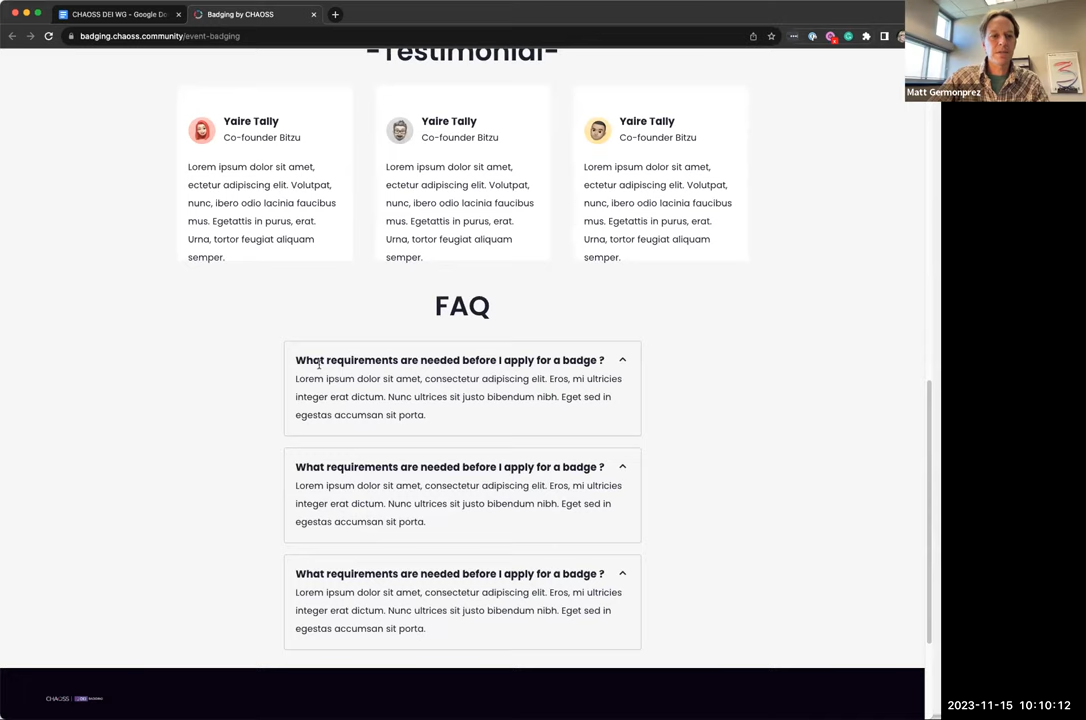 CHAOSS DEI WG - Google Do
Badging by CHAOSS
badging.chaoss.community/event-badging
Matt Germonprez
-Testimonial-
Yaire Tally
Co-founder Bitzu
Lorem ipsum dolor sit amet,
ectetur adipiscing elit. Volutpat,
nunc, ibero odio lacinia faucibus
mus. Egetattis in purus, erat.
Urna, tortor feugiat aliquam
semper.
Yaire Tally
Co-founder Bitzu
Lorem ipsum dolor sit amet,
ectetur adipiscing elit. Volutpat,
nunc, ibero odio lacinia faucibus
mus. Egetattis in purus, erat.
Urna, tortor feugiat aliquam
semper.
Yaire Tally
Co-founder Bitzu
Lorem ipsum dolor sit amet,
ectetur adipiscing elit. Volutpat,
nunc, ibero odio lacinia faucibus
mus. Egetattis in purus, erat.
Urna, tortor feugiat aliquam
semper.
FAQ
What requirements are needed before I apply for a badge ?
Lorem ipsum dolor sit amet, consectetur adipiscing elit. Eros, mi ultricies
integer erat dictum. Nunc ultrices sit justo bibendum nibh. Eget sed in
egestas accumsan sit porta.
What requirements are needed before I apply for a badge ?
Lorem ipsum dolor sit amet, consectetur adipiscing elit. Eros, mi ultricies
integer erat dictum. Nunc ultrices sit justo bibendum nibh. Eget sed in
egestas accumsan sit porta.
What requirements are needed before I apply for a badge ?
Lorem ipsum dolor sit amet, consectetur adipiscing elit. Eros, mi ultricies
integer erat dictum. Nunc ultrices sit justo bibendum nibh. Eget sed in
egestas accumsan sit porta.
CHAOSS DEI BADGING
2023-11-15 10:10:12